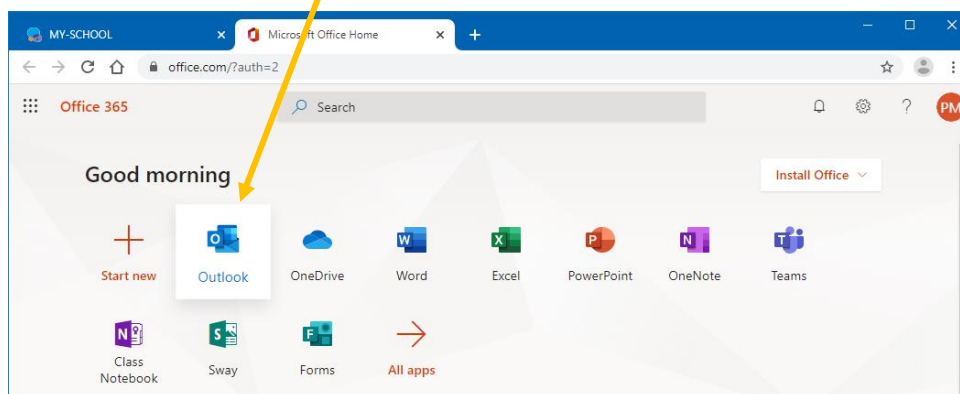 MY-SCHOOL
Microsoft Office Home
office.com/?auth=2
Office 365
Search
?
PM
Good morning
Install Office
Start new
Outlook
OneDrive
Word
Excel
PowerPoint
OneNote
Teams
Class
Notebook
Sway
Forms
All apps